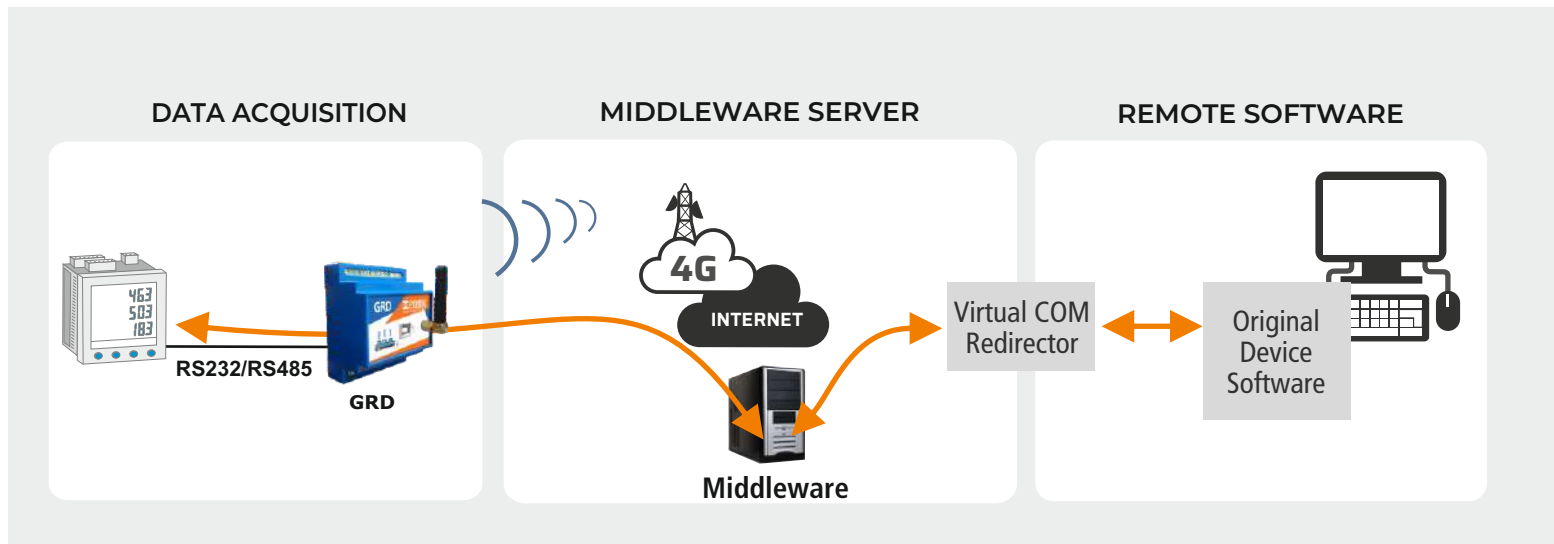 DATA ACQUISITION
MIDDLEWARE SERVER
REMOTE SOFTWARE
463
503
183
RS232/RS485
GRD
GRD
4G
INTERNET
Middleware
Virtual COM
Redirector
Original
Device
Software